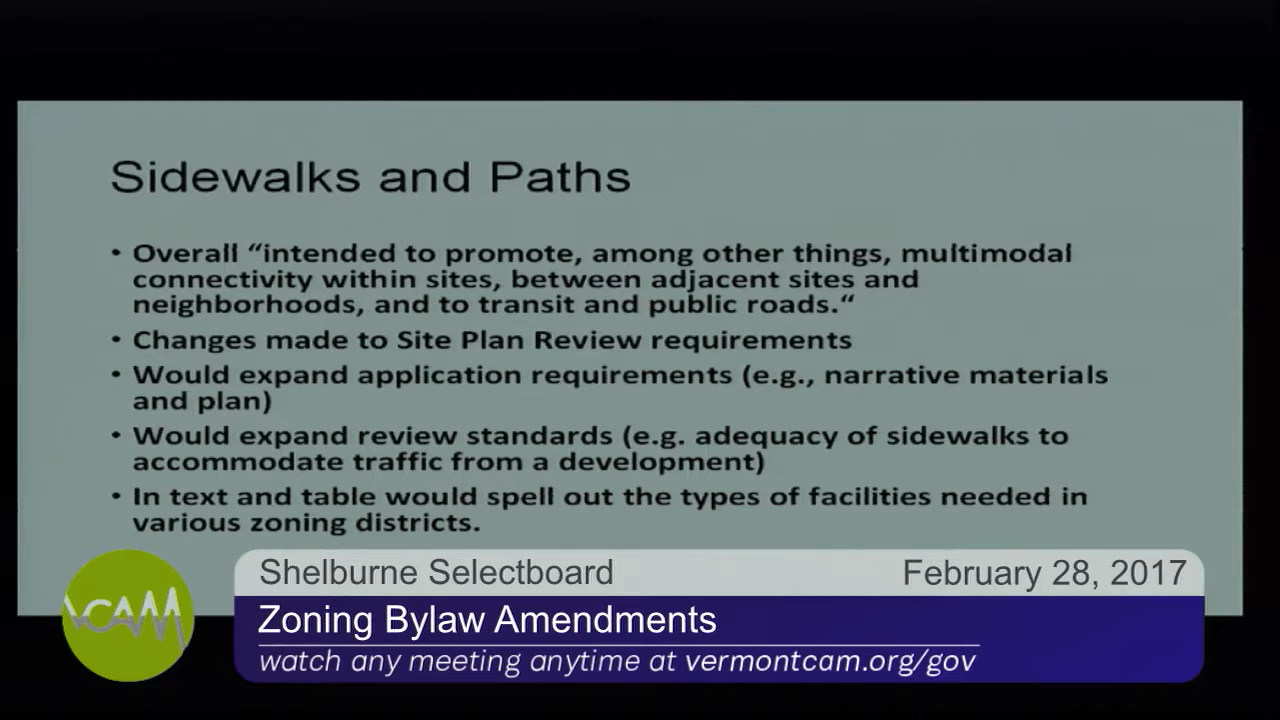 Sidewalks and Paths
• Overall “intended to promote, among other things, multimodal
connectivity within sites, between adjacent sites and
neighborhoods, and to transit and public roads.“
• Changes made to Site Plan Review requirements
• Would expand application requirements (e.g., narrative materials
and plan)
• Would expand review standards (e.g. adequacy of sidewalks to
accommodate traffic from a development)
• In text and table would spell out the types of facilities needed in
various zoning districts.
VCAM
Shelburne Selectboard
February 28, 2017
Zoning Bylaw Amendments
watch any meeting anytime at vermontcam.org/gov